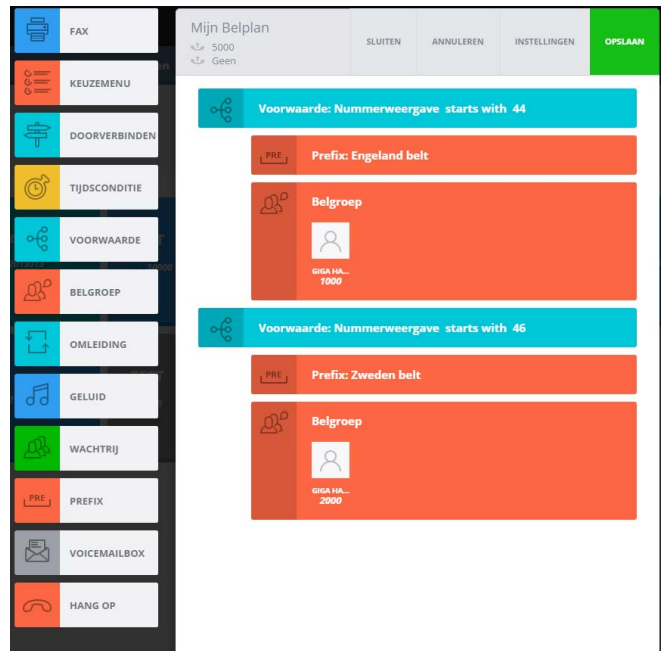 FAX
KEUZEMENU
DOORVERBINDEN
TIJDSCONDITIE
VOORWAARDE
BELGROEP
OMLEIDING
GELUID
WACHTRIJ
PRE
PREFIX
VOICEMAILBOX
HANG OP
Mijn Belplan
5000
Geen
SLUITEN
ANNULEREN
INSTELLINGEN
OPSLAAN
Voorwaarde: Nummerweergave starts with 44
PRE
Prefix: Engeland belt
Belgroep
GIGA HA...
1000
Voorwaarde: Nummerweergave starts with 46
PRE
Prefix: Zweden belt
Belgroep
GIGA HA...
2000